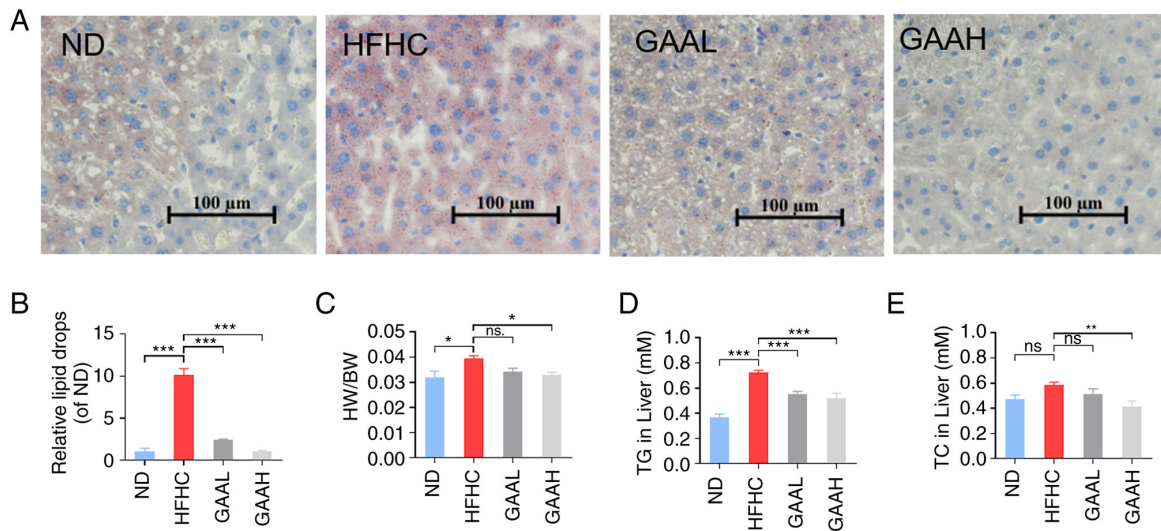 A
ND
HFHC
GAAL
GAAH
100 µm
100 µm
100 µm
100 µm
B
Relative lipid drops
(of ND)
15
10
5
0
***
***
***
ND
HFHC
GAAL
GAAH
C
HW/BW
0.05
0.04
0.03
0.02
0.01
0.00
*
ns.
*
ND
HFHC
GAAL
GAAH
D
TG in Liver (mM)
1.0
0.8
0.6
0.4
0.2
0.0
***
***
***
ND
HFHC
GAAL
GAAH
E
TC in Liver (mM)
1.0
0.8
0.6
0.4
0.2
0.0
ns
ns
**
ND
HFHC
GAAL
GAAH